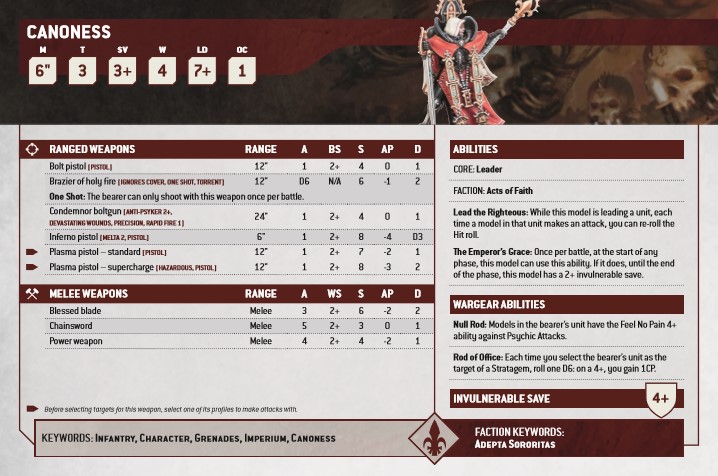 CANONESS
M T SV W LD OC
6" 3 3+ 4 7+ 1
RANGED WEAPONS RANGE A BS S AP D
Bolt pistol [PISTOL] 12" 1 2+ 4 0 1
Brazier of holy fire [IGNORES COVER, ONE SHOT, TORRENT] 12" D6 N/A 6 -1 2
One Shot: The bearer can only shoot with this weapon once per battle.
Condemnor boltgun [ANTI-PSYKER 2+,
DEVASTATING WOUNDS, PRECISION, RAPID FIRE 1] 24" 1 2+ 4 0 1
Inferno pistol [MELTA 2, PISTOL] 6" 1 2+ 8 -4 D3
Plasma pistol – standard [PISTOL] 12" 1 2+ 7 -2 1
Plasma pistol – supercharge [HAZARDOUS, PISTOL] 12" 1 2+ 8 -3 2
MELEE WEAPONS RANGE A WS S AP D
Blessed blade Melee 3 2+ 6 -2 2
Chainsword Melee 5 2+ 3 0 1
Power weapon Melee 4 2+ 4 -2 1
Before selecting targets for this weapon, select one of its profiles to make attacks with.
ABILITIES
CORE: Leader
FACTION: Acts of Faith
Lead the Righteous: While this model is leading a unit, each
time a model in that unit makes an attack, you can re-roll the
Hit roll.
The Emperor's Grace: Once per battle, at the start of any
phase, this model can use this ability. If it does, until the end
of the phase, this model has a 2+ invulnerable save.
WARGEAR ABILITIES
Null Rod: Models in the bearer's unit have the Feel No Pain 4+
ability against Psychic Attacks.
Rod of Office: Each time you select the bearer's unit as the
target of a Stratagem, roll one D6: on a 4+, you gain 1CP.
INVULNERABLE SAVE 4+
KEYWORDS: INFANTRY, CHARACTER, GRENADES, IMPERIUM, CANONESS
FACTION KEYWORDS:
ADEPTA SORORITAS